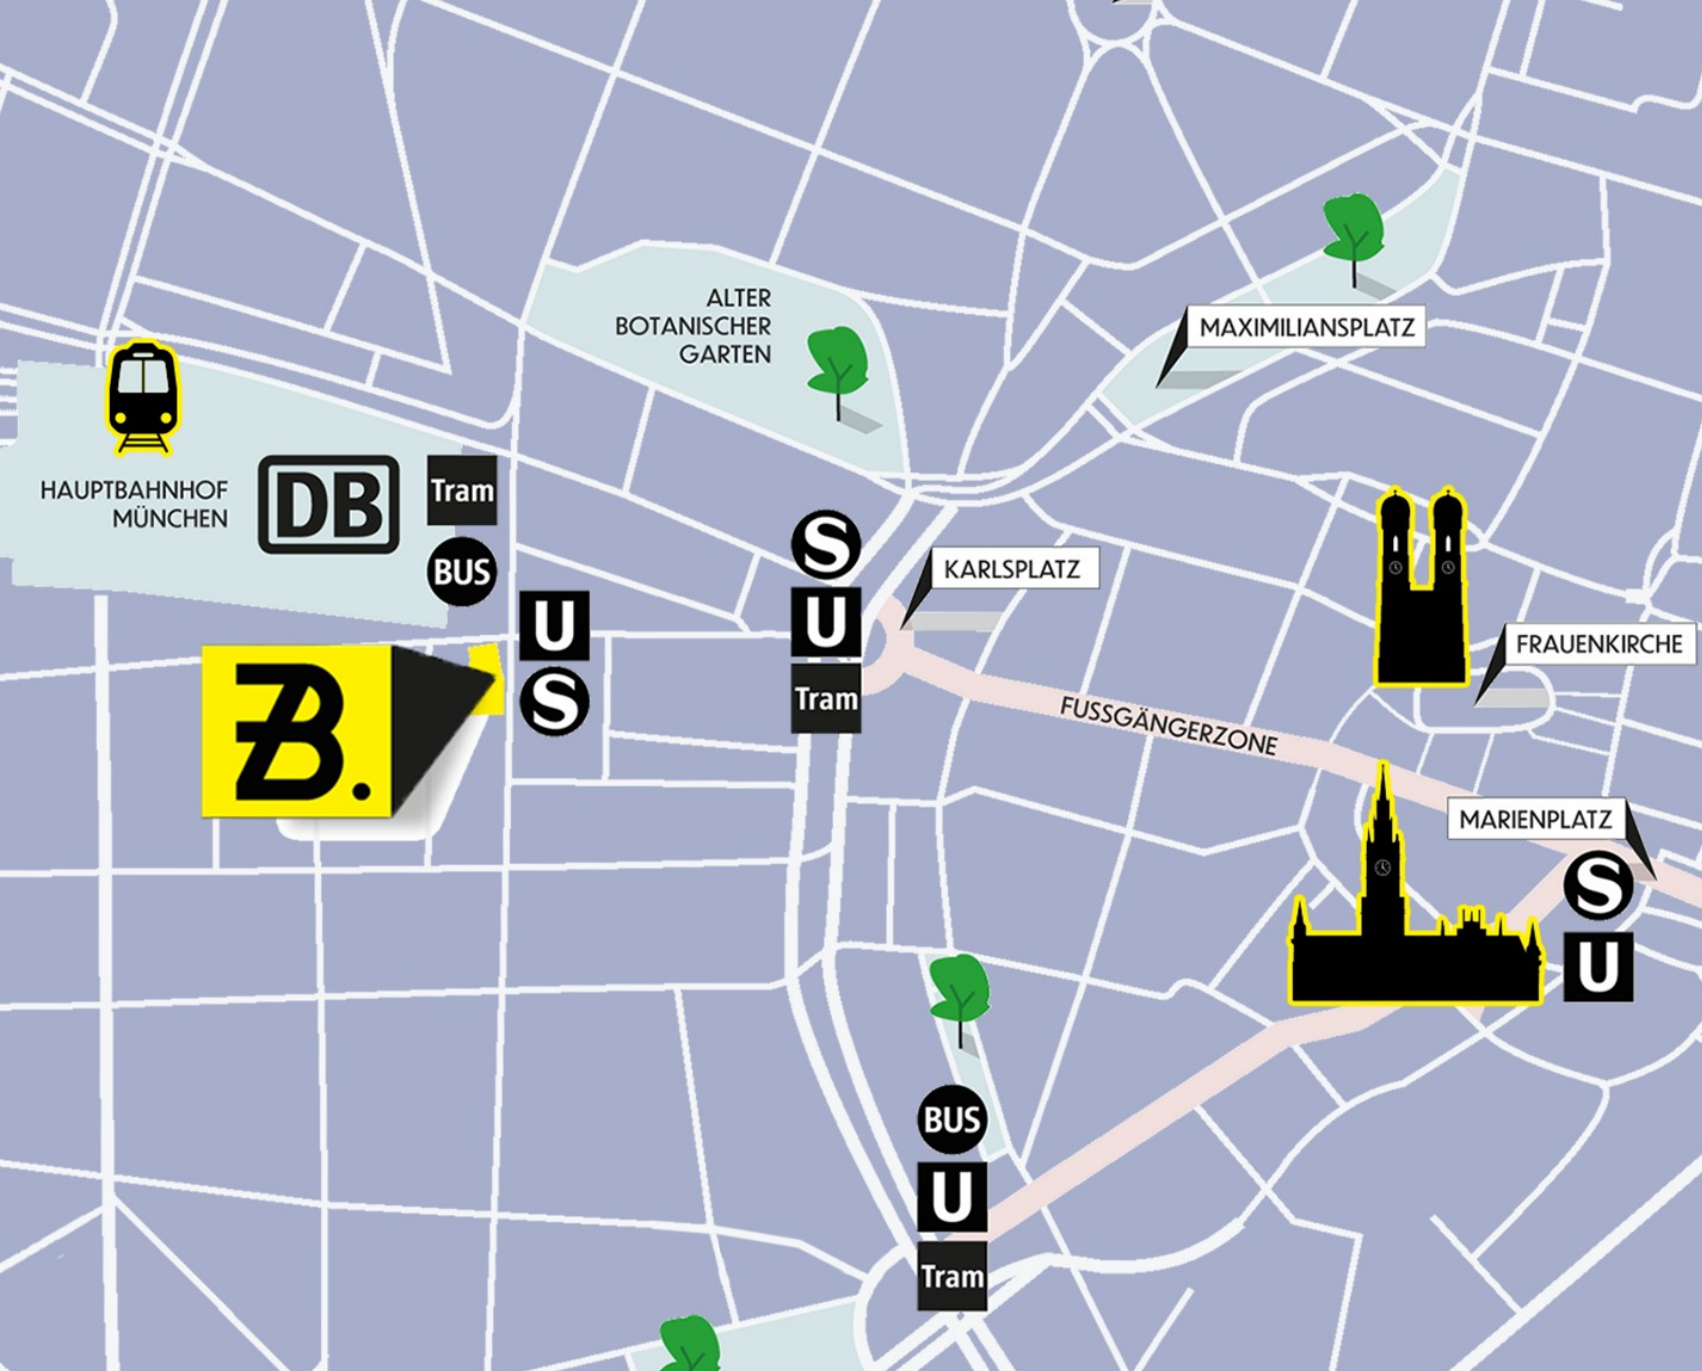 MAXIMILIANSPLATZ
ALTER
BOTANISCHER
GARTEN
HAUPTBAHNHOF
MÜNCHEN
DB
Tram
BUS
U
S
B.
S
U
Tram
KARLSPLATZ
FUSSGÄNGERZONE
FRAUENKIRCHE
MARIENPLATZ
S
U
BUS
U
Tram